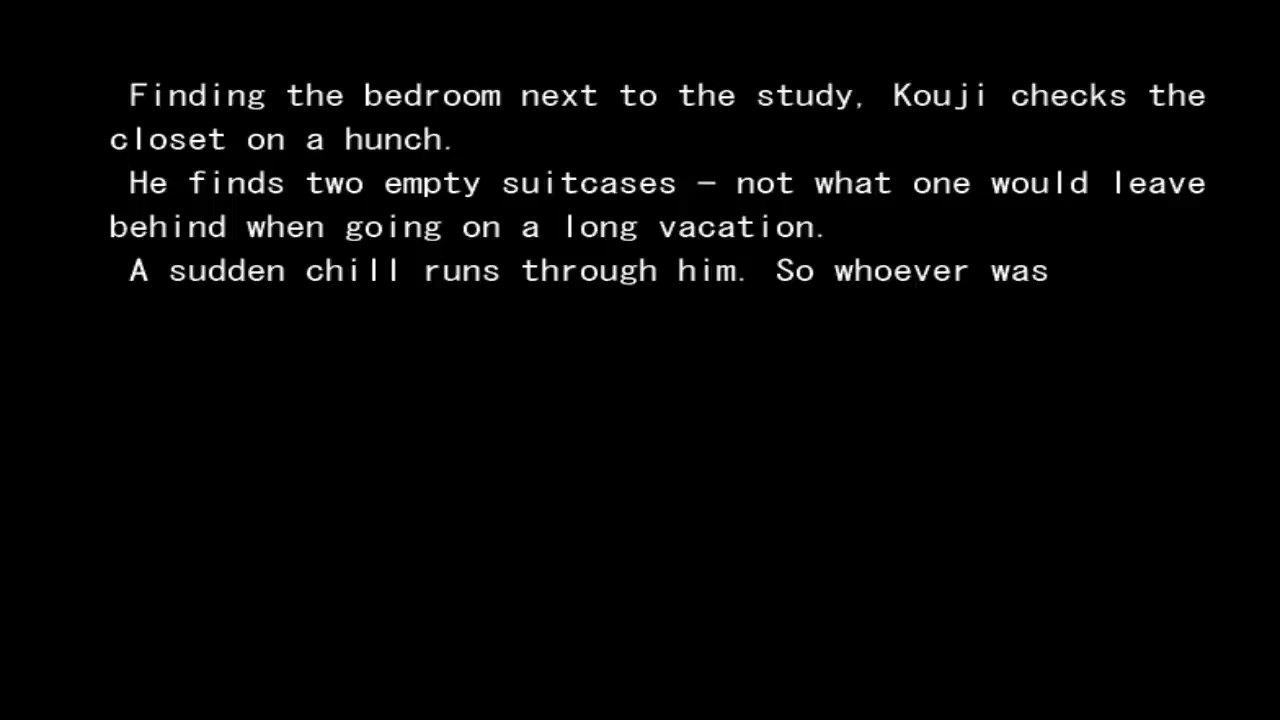 Finding the bedroom next to the study, Kouji checks the
closet on a hunch.
He finds two empty suitcases – not what one would leave
behind when going on a long vacation.
A sudden chill runs through him. So whoever was